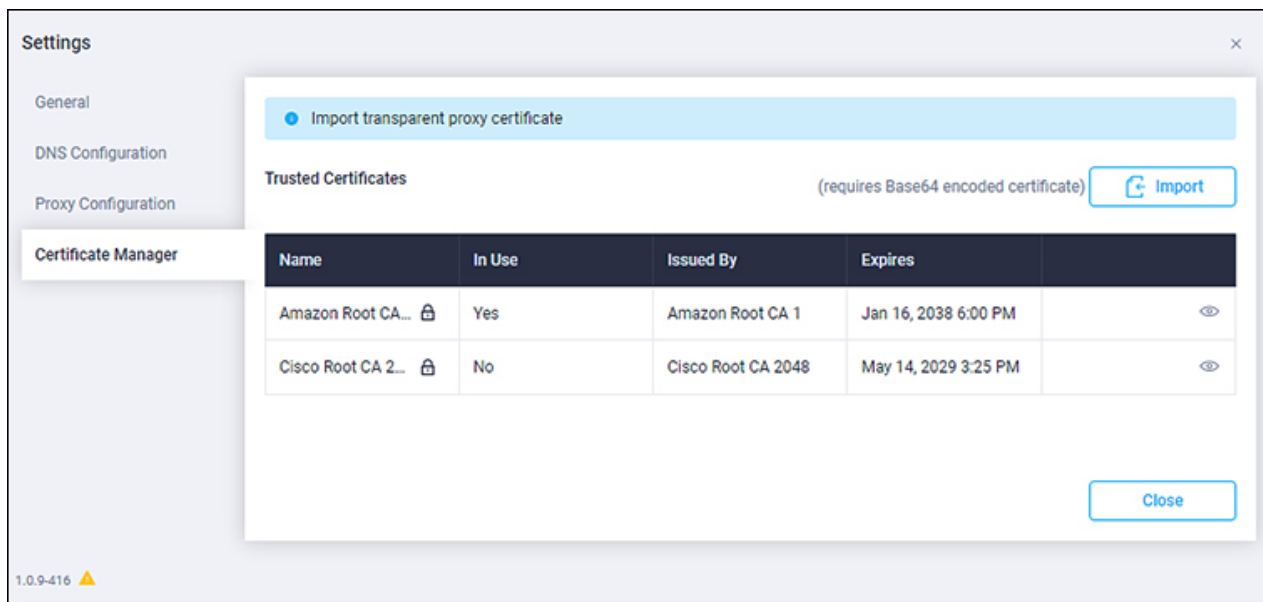 Settings
General
DNS Configuration
Proxy Configuration
Certificate Manager
Import transparent proxy certificate
Trusted Certificates
(requires Base64 encoded certificate) Import
Name In Use Issued By Expires
Amazon Root CA... Yes Amazon Root CA 1 Jan 16, 2038 6:00 PM
Cisco Root CA 2... No Cisco Root CA 2048 May 14, 2029 3:25 PM
Close
1.0.9-416